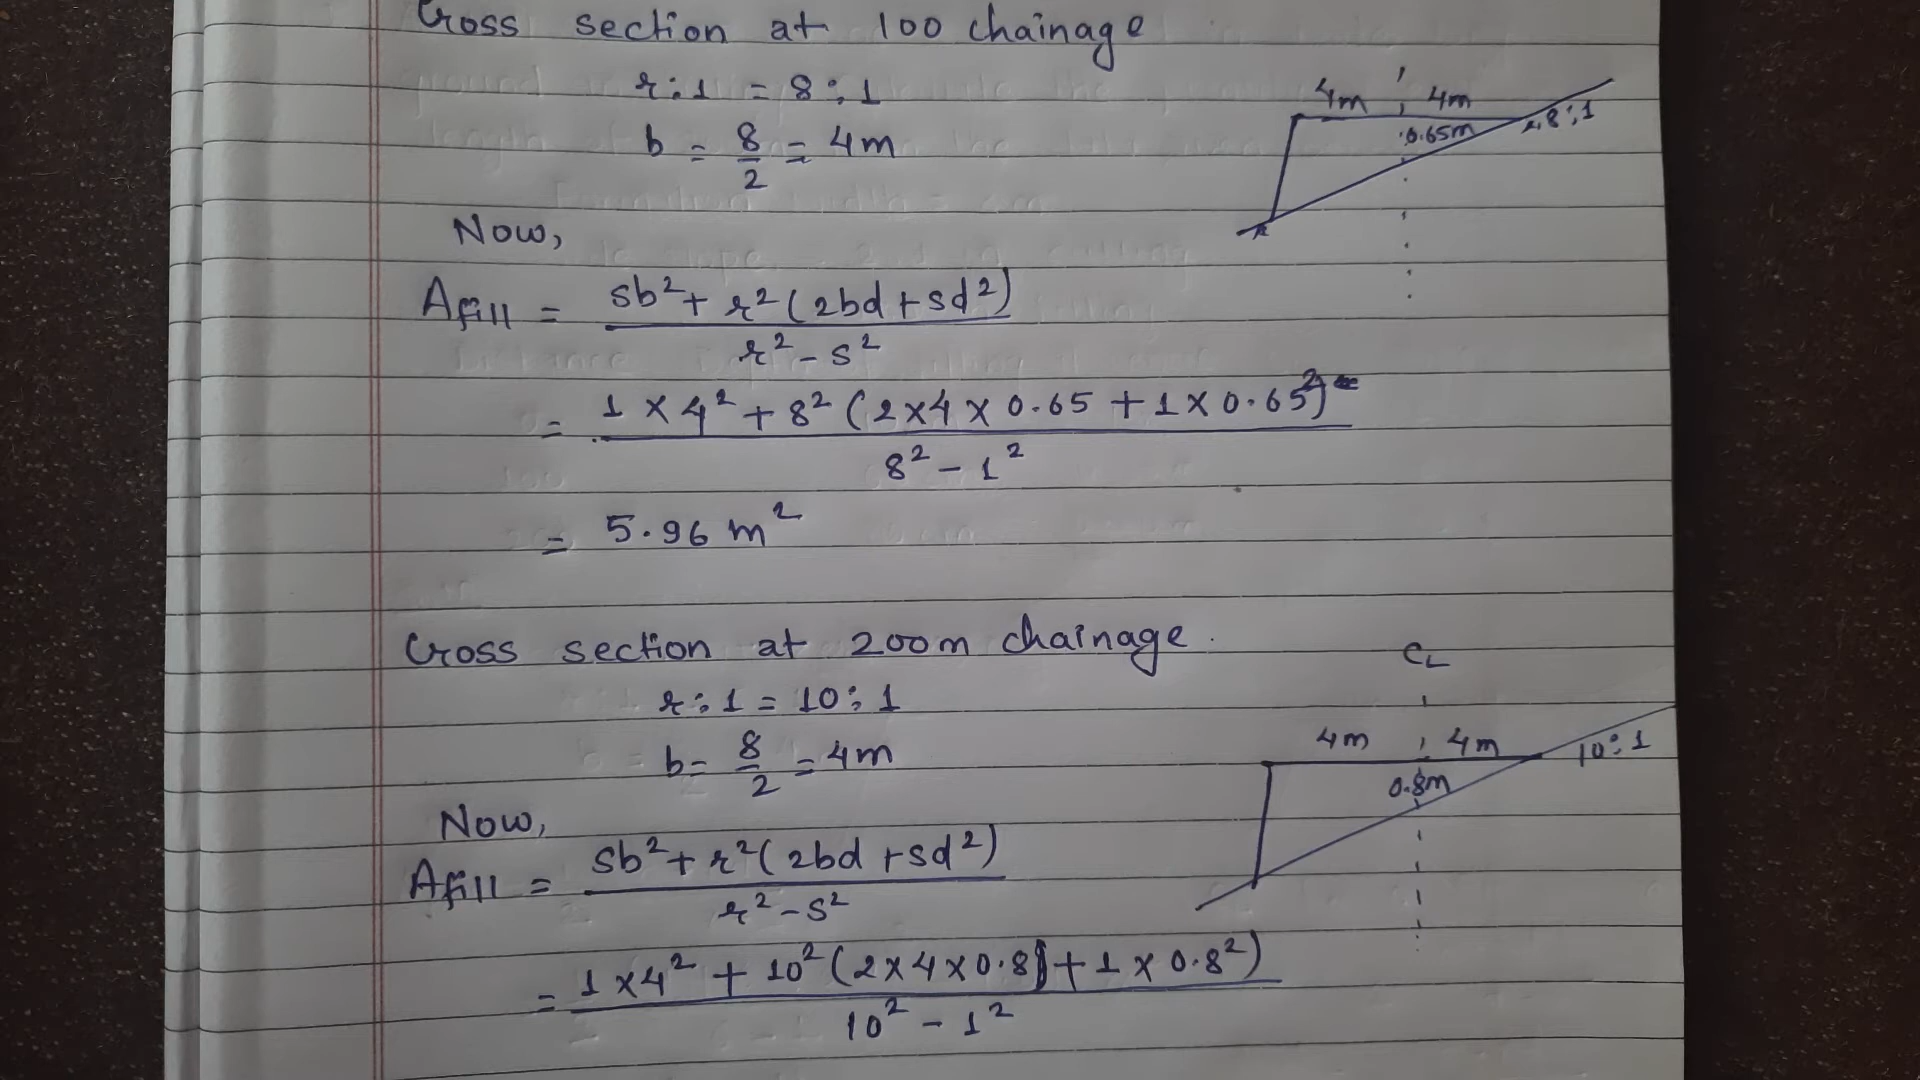 Cross section at 100 chainage
r:1 = 8:1
4m 4m
0.65m
8:1
b = 8/2 = 4m
Now,
Afill = sb²+ r²(2bd + sd²)
r² - s²
= 1 × 4² + 8² (2×4 × 0.65 + 1 × 0.65²)
8² - 1²
= 5.96 m²
Cross section at 200m chainage.
CL
r:1 = 10:1
4m 4m
10:1
0.8m
b = 8/2 = 4m
Now,
Afill = sb²+ r²(2bd + sd²)
r² - s²
= 1 × 4² + 10² (2×4×0.8 + 1 × 0.8²)
10² - 1²